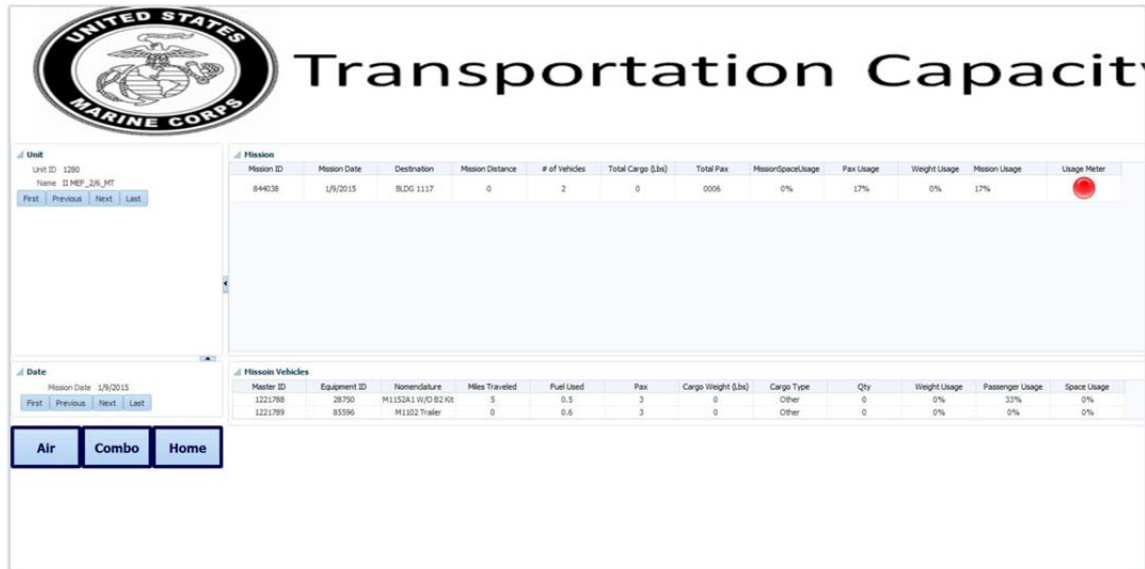 UNITED STATES
MARINE CORPS
Transportation Capacity
Unit
Unit ID 1280
Name II MEF_2/6_MT
First Previous Next Last
Mission
Mission ID Mission Date Destination Mission Distance # of Vehicles Total Cargo (Lbs) Total Pax MissionSpaceUsage Pax Usage Weight Usage Mission Usage Usage Meter
844038 1/9/2015 BLDG 1117 0 2 0 0006 0% 17% 0% 17%
Date
Mission Date 1/9/2015
First Previous Next Last
Missoin Vehicles
Master ID Equipment ID Nomenclature Miles Traveled Fuel Used Pax Cargo Weight (Lbs) Cargo Type Qty Weight Usage Passenger Usage Space Usage
1221788 28750 M1152A1 W/O B2 Kit 5 0.5 3 0 Other 0 0% 33% 0%
1221789 85596 M1102 Trailer 0 0.6 3 0 Other 0 0% 0% 0%
Air Combo Home